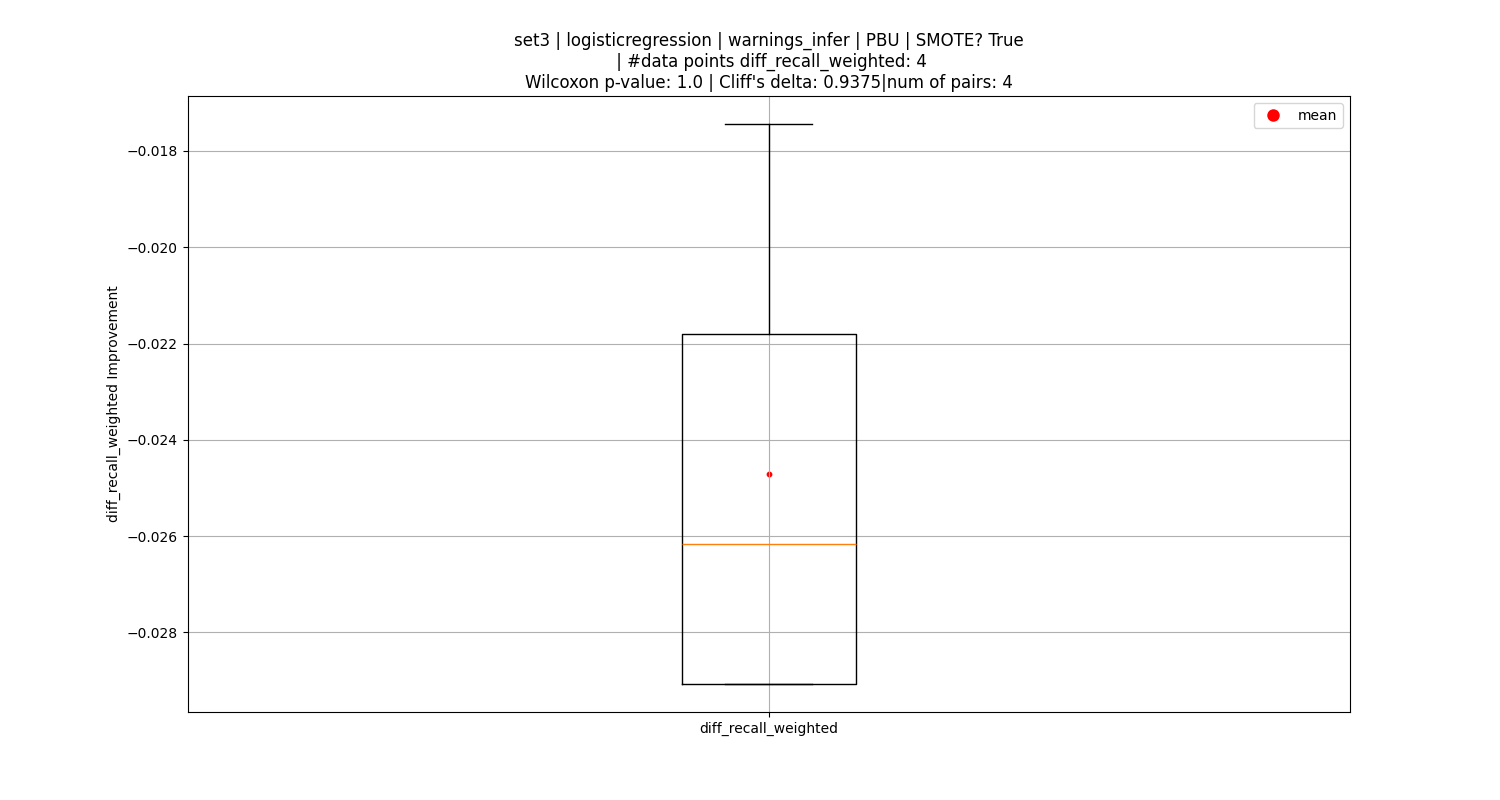 set3 | logisticregression | warnings_infer | PBU | SMOTE? True
| #data points diff_recall_weighted: 4
Wilcoxon p-value: 1.0 | Cliff's delta: 0.9375|num of pairs: 4
mean
−0.018
−0.020
−0.022
−0.024
−0.026
−0.028
diff_recall_weighted Improvement
diff_recall_weighted